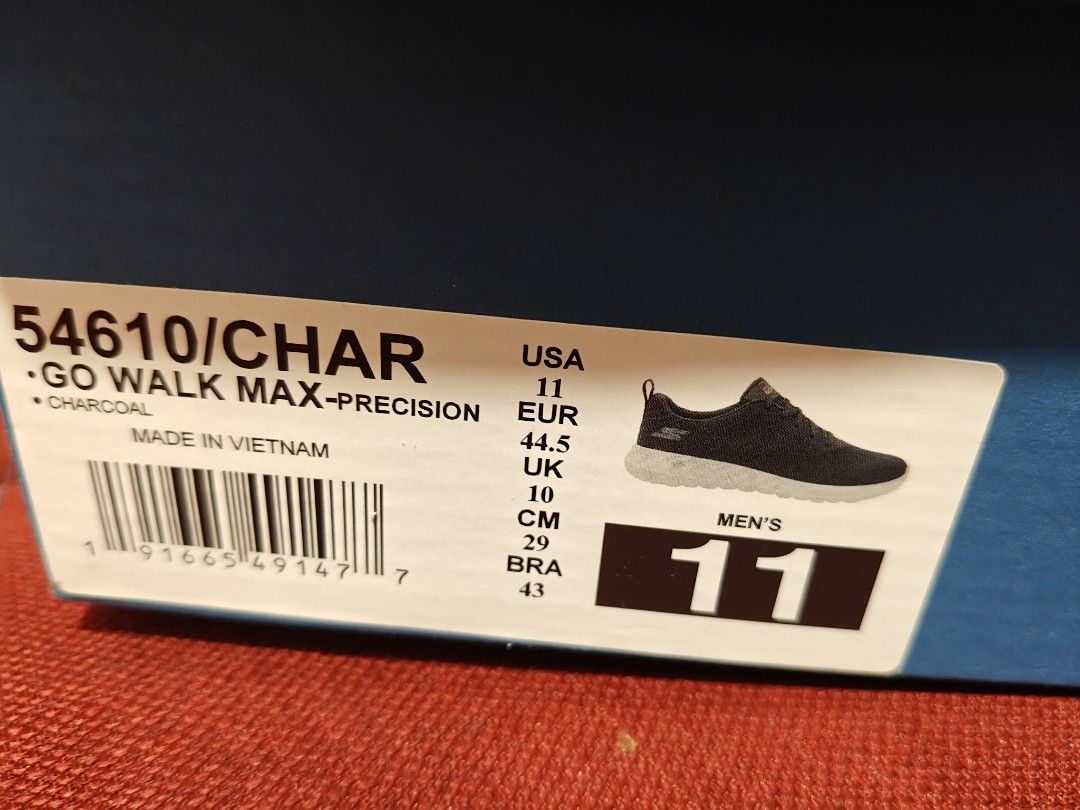 54610/CHAR
•GO WALK MAX-PRECISION
• CHARCOAL
MADE IN VIETNAM
1 91665 49147 7
USA
11
EUR
44.5
UK
10
CM
29
BRA
43
MEN'S
11